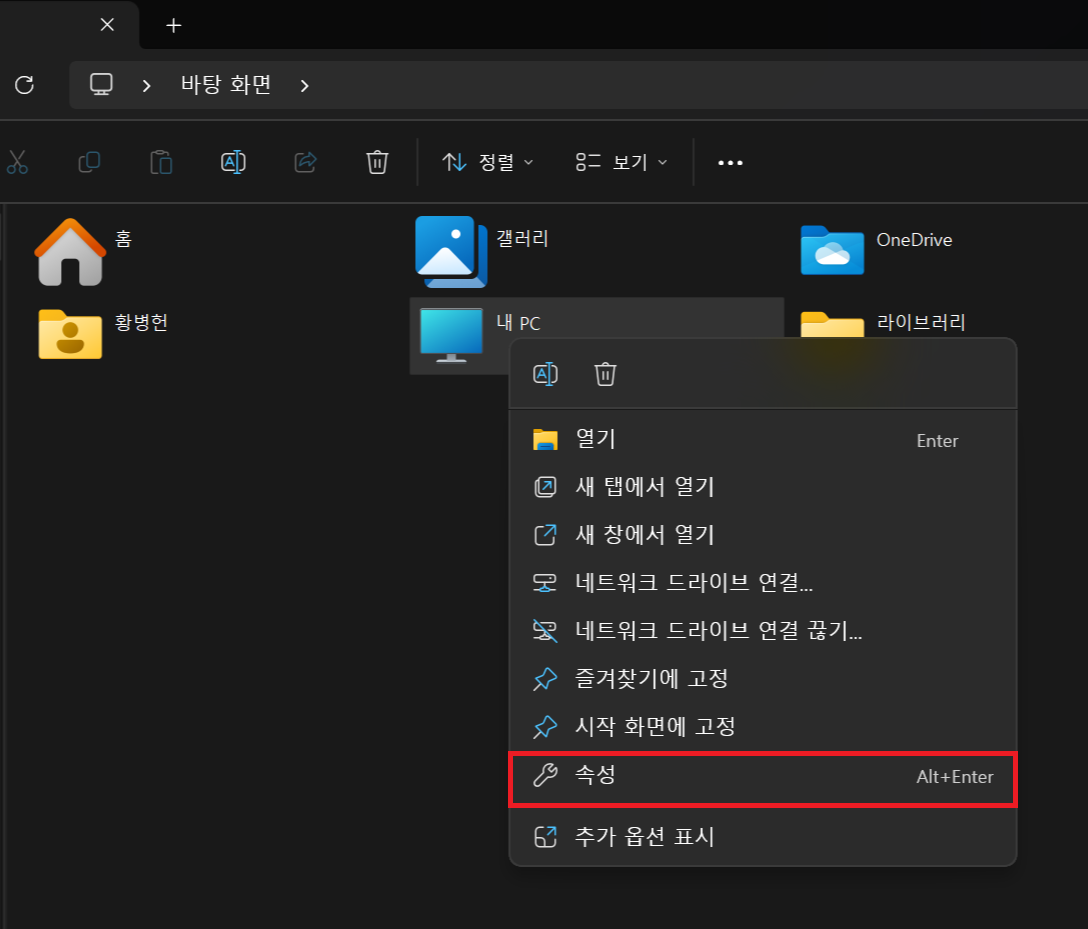 바탕 화면
정렬
보기
홈
갤러리
OneDrive
황병헌
내 PC
라이브러리
열기 Enter
새 탭에서 열기
새 창에서 열기
네트워크 드라이브 연결...
네트워크 드라이브 연결 끊기...
즐겨찾기에 고정
시작 화면에 고정
속성 Alt+Enter
추가 옵션 표시